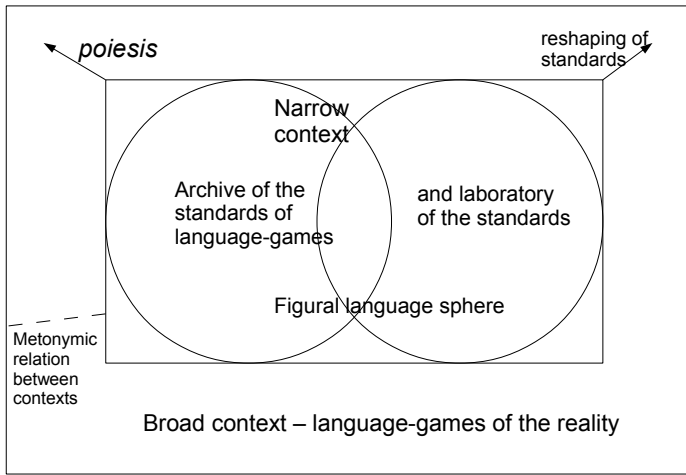 poiesis
reshaping of
standards
Narrow
context
Archive of the
standards of
language-games
and laboratory
of the standards
Figural language sphere
Metonymic
relation
between
contexts
Broad context – language-games of the reality